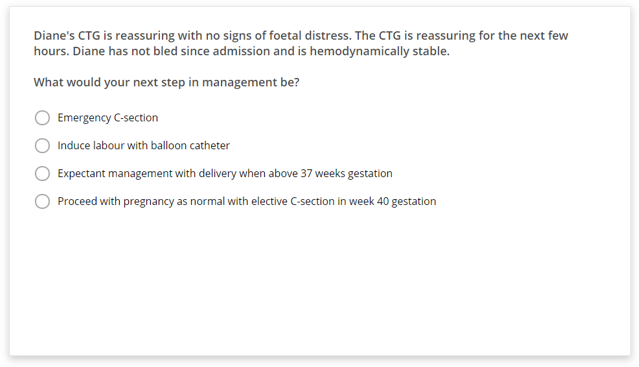 Diane's CTG is reassuring with no signs of foetal distress. The CTG is reassuring for the next few
hours. Diane has not bled since admission and is hemodynamically stable.
What would your next step in management be?
Emergency C-section
Induce labour with balloon catheter
Expectant management with delivery when above 37 weeks gestation
Proceed with pregnancy as normal with elective C-section in week 40 gestation